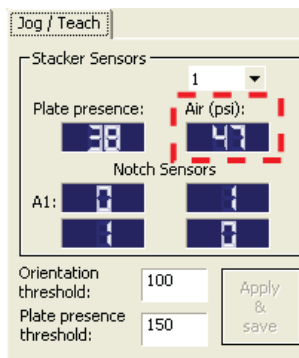 Jog / Teach
Stacker Sensors
1
Plate presence: Air (psi):
38 47
Notch Sensors
A1: 0 1
1 0
Orientation threshold: 100
Plate presence threshold: 150
Apply & save